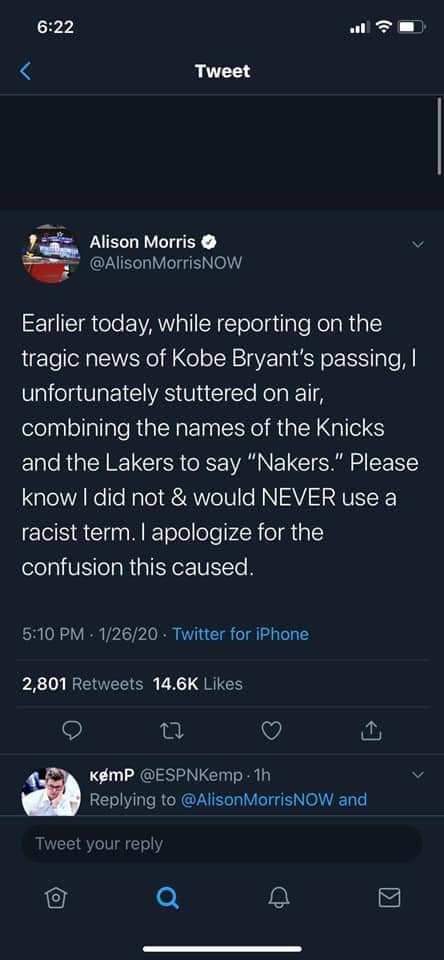 6:22
Tweet
Alison Morris
@AlisonMorrisNOW
Earlier today, while reporting on the
tragic news of Kobe Bryant's passing, I
unfortunately stuttered on air,
combining the names of the Knicks
and the Lakers to say “Nakers.” Please
know I did not & would NEVER use a
racist term. I apologize for the
confusion this caused.
5:10 PM · 1/26/20 · Twitter for iPhone
2,801 Retweets 14.6K Likes
кɇmP @ESPNKemp · 1h
Replying to @AlisonMorrisNOW and
Tweet your reply